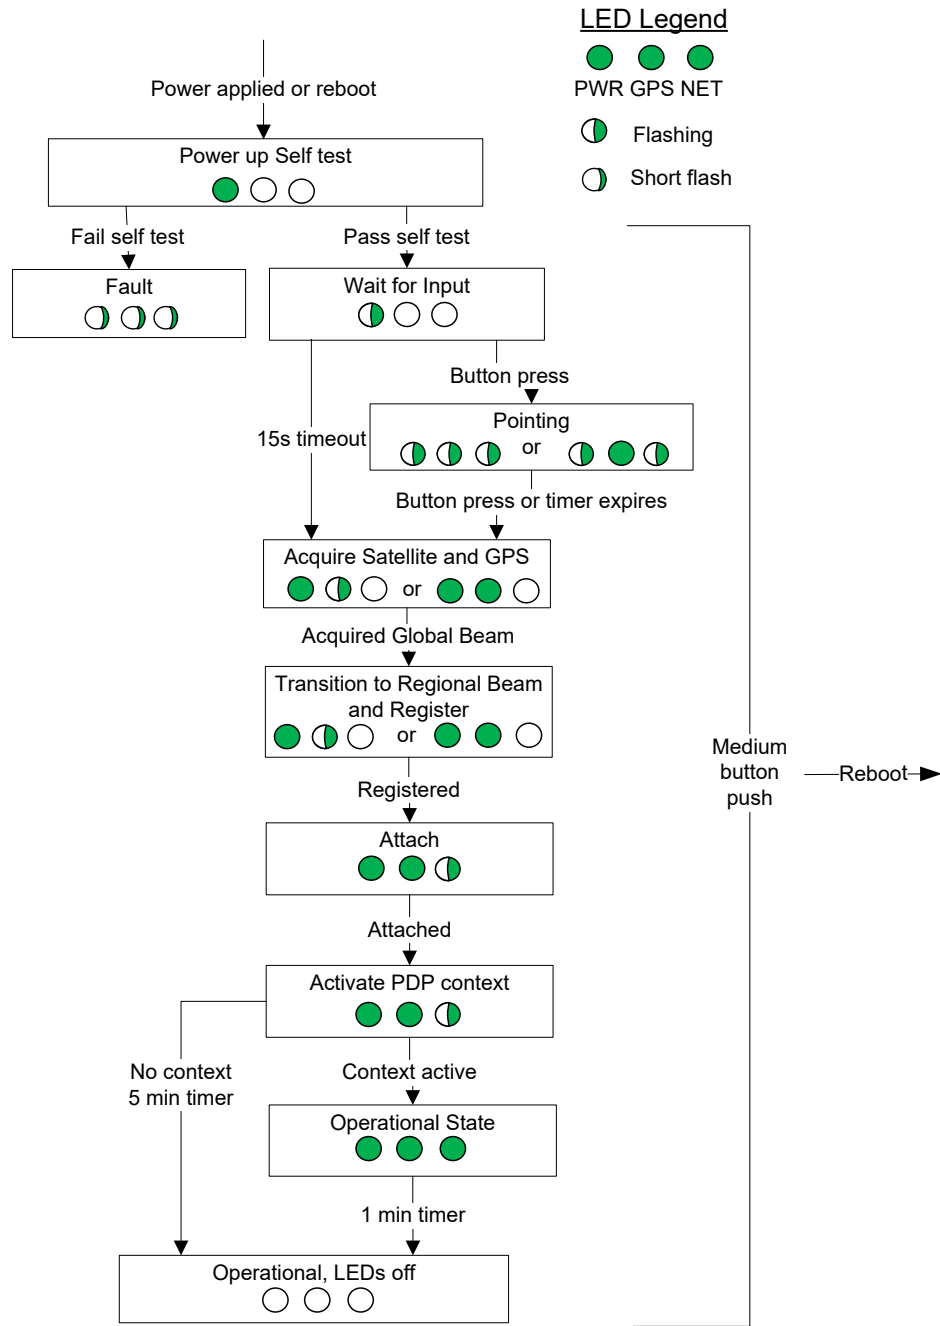 LED Legend
PWR GPS NET
Flashing
Short flash
Power applied or reboot
Power up Self test
Fail self test
Pass self test
Fault
Wait for Input
Button press
15s timeout
Pointing
or
Button press or timer expires
Acquire Satellite and GPS
or
Acquired Global Beam
Transition to Regional Beam
and Register
or
Registered
Attach
Attached
Activate PDP context
No context
5 min timer
Context active
Operational State
1 min timer
Operational, LEDs off
Medium
button
push
Reboot